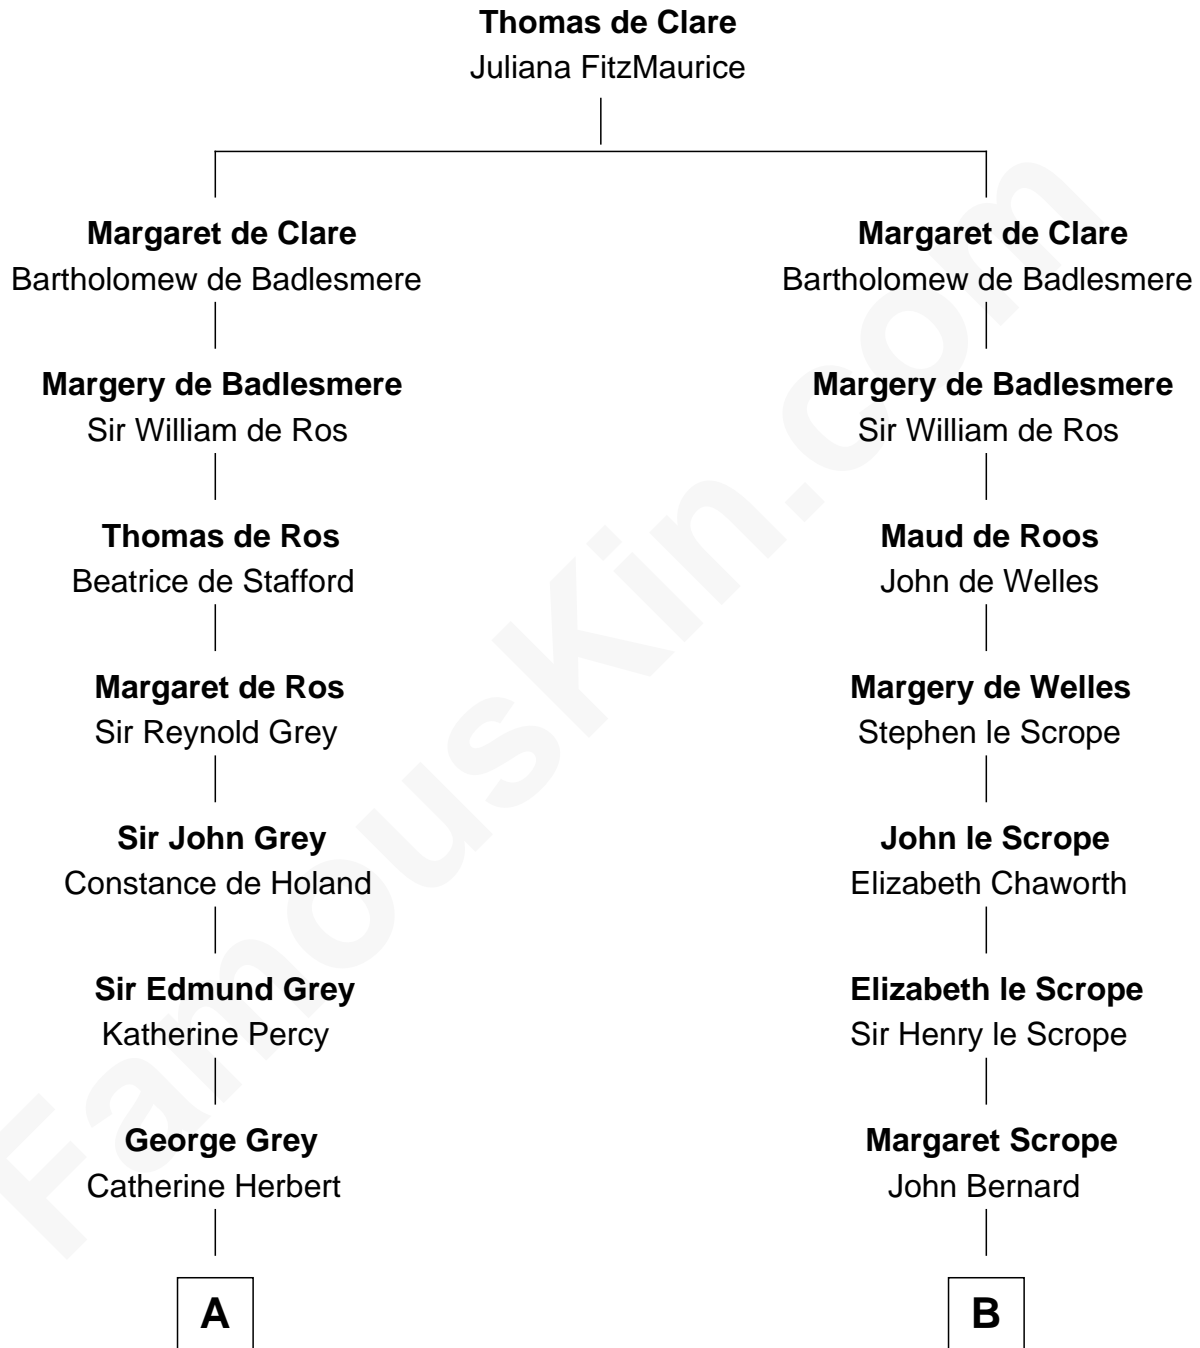 Thomas de Clare
Juliana FitzMaurice
Margaret de Clare
Bartholomew de Badlesmere
Margery de Badlesmere
Sir William de Ros
Thomas de Ros
Beatrice de Stafford
Margaret de Ros
Sir Reynold Grey
Sir John Grey
Constance de Holand
Sir Edmund Grey
Katherine Percy
George Grey
Catherine Herbert
A
Margaret de Clare
Bartholomew de Badlesmere
Margery de Badlesmere
Sir William de Ros
Maud de Roos
John de Welles
Margery de Welles
Stephen le Scrope
John le Scrope
Elizabeth Chaworth
Elizabeth le Scrope
Sir Henry le Scrope
Margaret Scrope
John Bernard
B
FamousKin.com